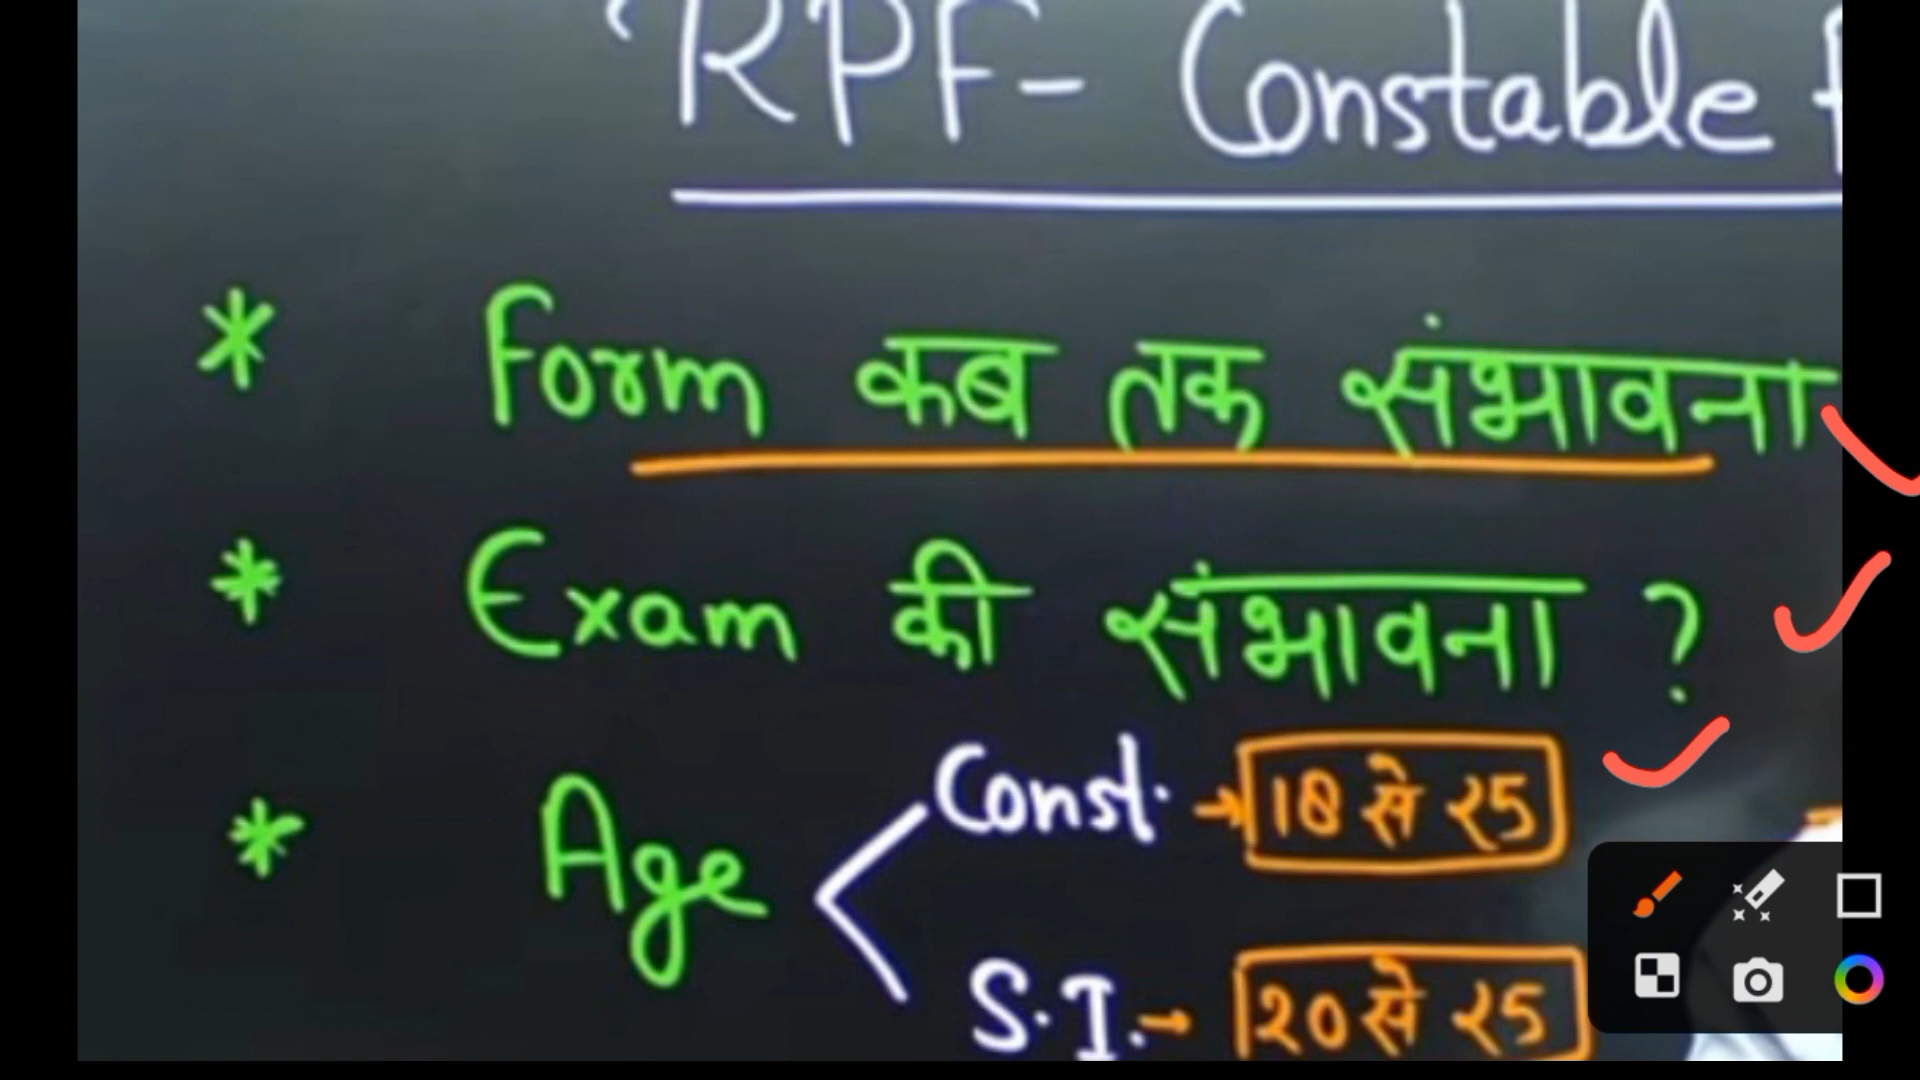 RPF- Constable
* Form कब तक संभावना
* Exam की संभावना ?
* Age
Const. → 18 से 25
S.I. → 20 से 25